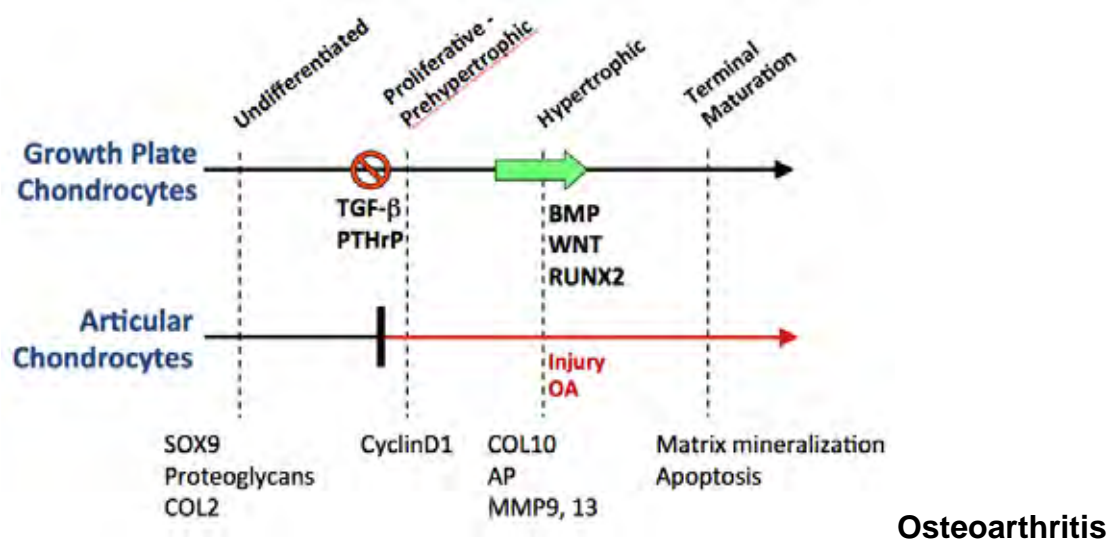 Undifferentiated
Proliferative -
Prehypertrophic
Hypertrophic
Terminal
Maturation
Growth Plate
Chondrocytes
TGF-β
PTHrP
BMP
WNT
RUNX2
Articular
Chondrocytes
Injury
OA
SOX9
Proteoglycans
COL2
CyclinD1
COL10
AP
MMP9, 13
Matrix mineralization
Apoptosis
Osteoarthritis